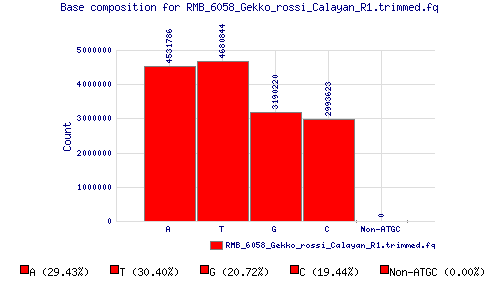 Base composition for RMB_6058_Gekko_rossi_Calayan_R1.trimmed.fq
5000000
4000000
3000000
2000000
1000000
0
Count
4531786
4680844
3190220
2993623
0
A T G C Non-ATGC
RMB_6058_Gekko_rossi_Calayan_R1.trimmed.fq
A (29.43%) T (30.40%) G (20.72%) C (19.44%) Non-ATGC (0.00%)